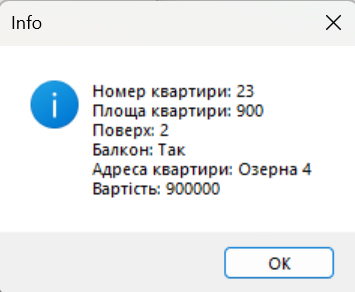 Info
Номер квартири: 23
Площа квартири: 900
Поверх: 2
Балкон: Так
Адреса квартири: Озерна 4
Вартість: 900000
OK